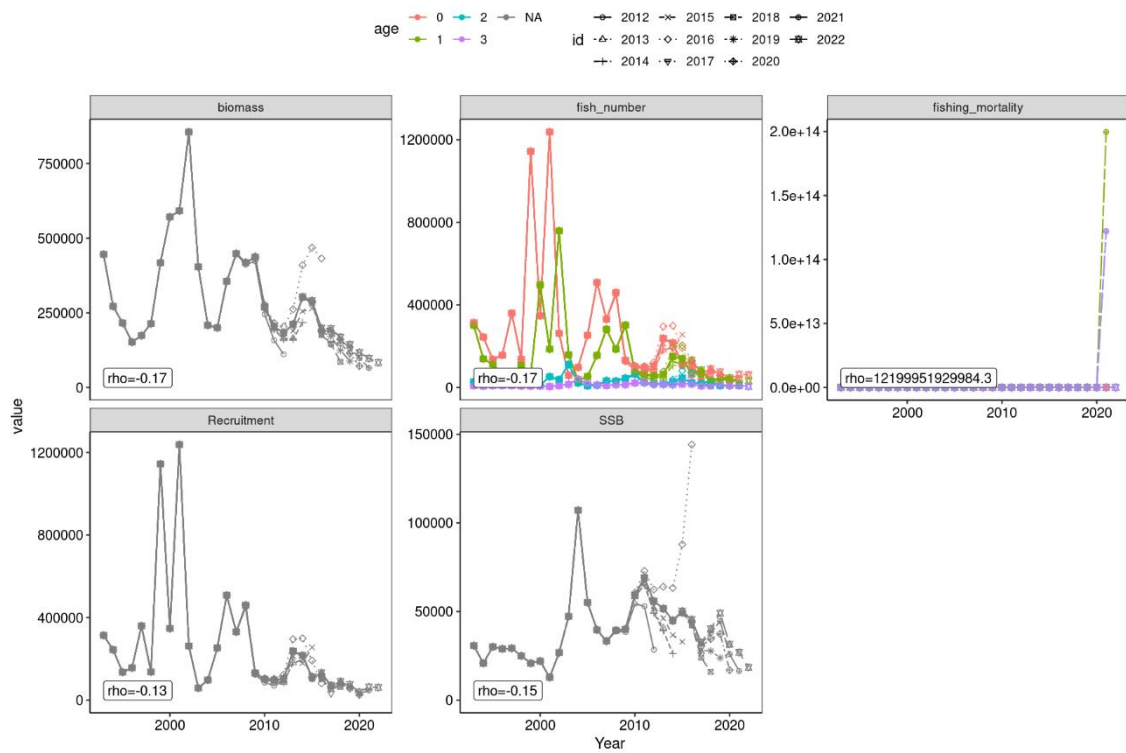 age
0
2
NA
1
3
id
2012
2015
2018
2021
2013
2016
2019
2022
2014
2017
2020
biomass
fish_number
fishing_mortality
750000
500000
250000
0
rho=-0.17
1200000
800000
400000
0
rho=-0.17
2.0e+14
1.5e+14
1.0e+14
5.0e+13
0.0e+00
rho=12199951929984.3
2000
2010
2020
value
Recruitment
SSB
1200000
800000
400000
0
rho=-0.13
2000
2010
2020
150000
100000
50000
0
rho=-0.15
2000
2010
2020
Year